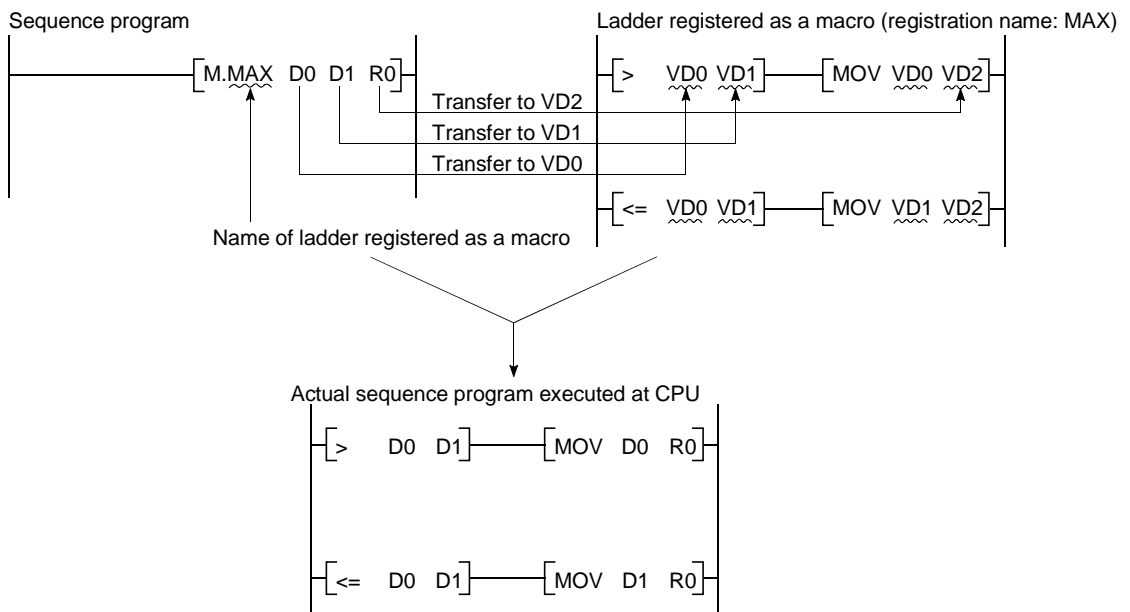 Sequence program
[M.MAX D0 D1 R0]
Transfer to VD2
Transfer to VD1
Transfer to VD0
Name of ladder registered as a macro
Ladder registered as a macro (registration name: MAX)
[> VD0 VD1] [MOV VD0 VD2]
[<= VD0 VD1] [MOV VD1 VD2]
Actual sequence program executed at CPU
[> D0 D1] [MOV D0 R0]
[<= D0 D1] [MOV D1 R0]